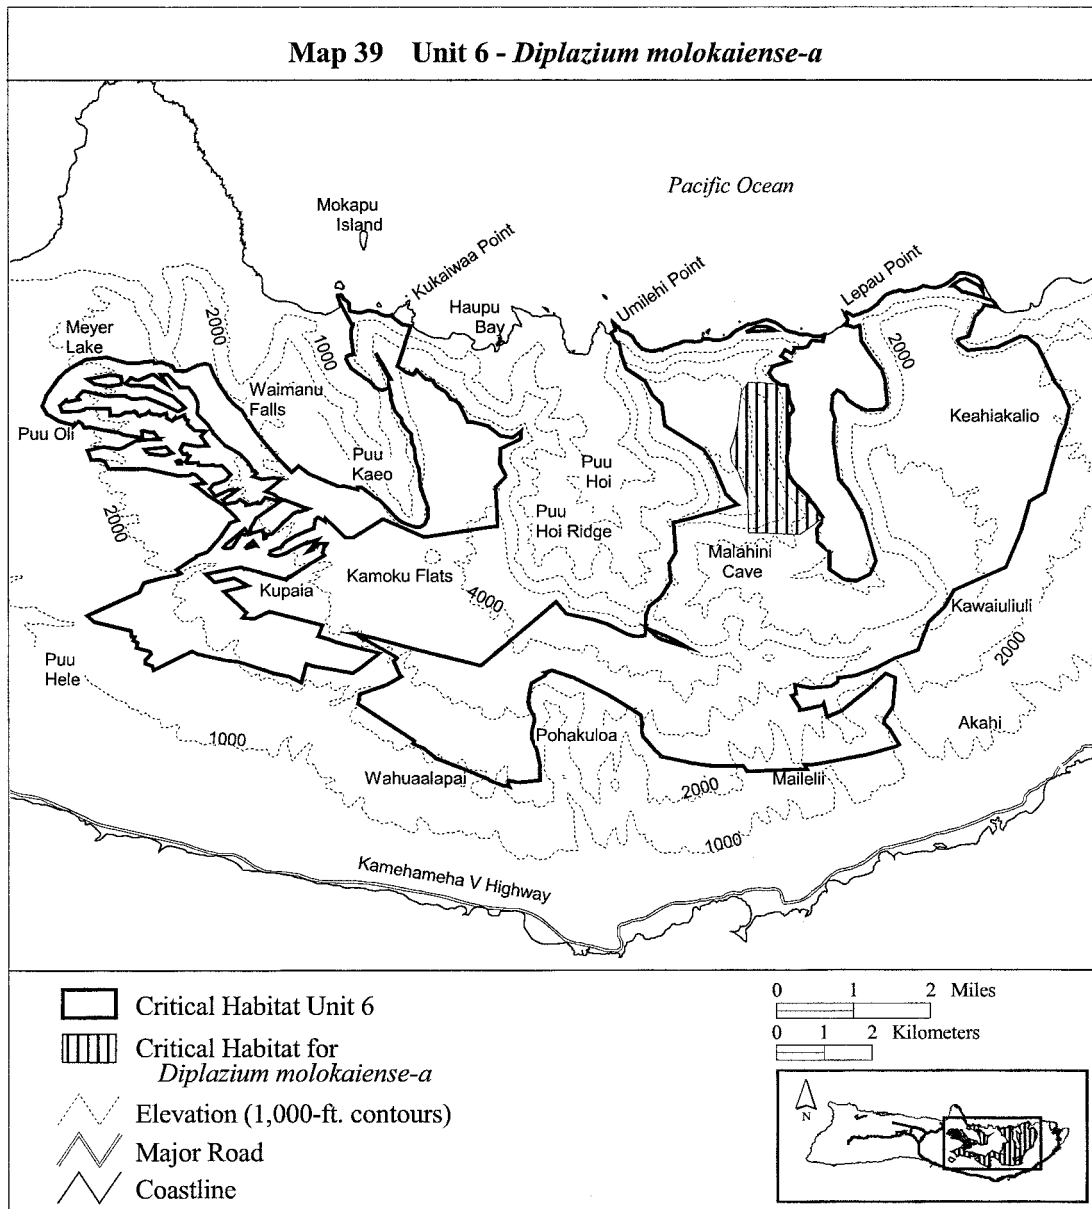 Map 39 Unit 6 - Diplazium molokaiense-a
Pacific Ocean
Mokapu
Island
Kukaiwaa Point
Umilehi Point
Lepau Point
Haupu
Bay
Meyer
Lake
2000
1000
2000
Waimanu
Falls
Keahiakalio
Puu Oli
Puu
Kaeo
Puu
Hoi
Puu
Hoi Ridge
2000
Malahini
Cave
Kamoku Flats
Kupaia
4000
Kawaiuliuli
2000
Puu
Hele
1000
Pohakuloa
Akahi
Wahuaalapai
2000
Mailelii
1000
Kamehameha V Highway
Critical Habitat Unit 6
Critical Habitat for
Diplazium molokaiense-a
Elevation (1,000-ft. contours)
Major Road
Coastline
0 1 2 Miles
0 1 2 Kilometers
N